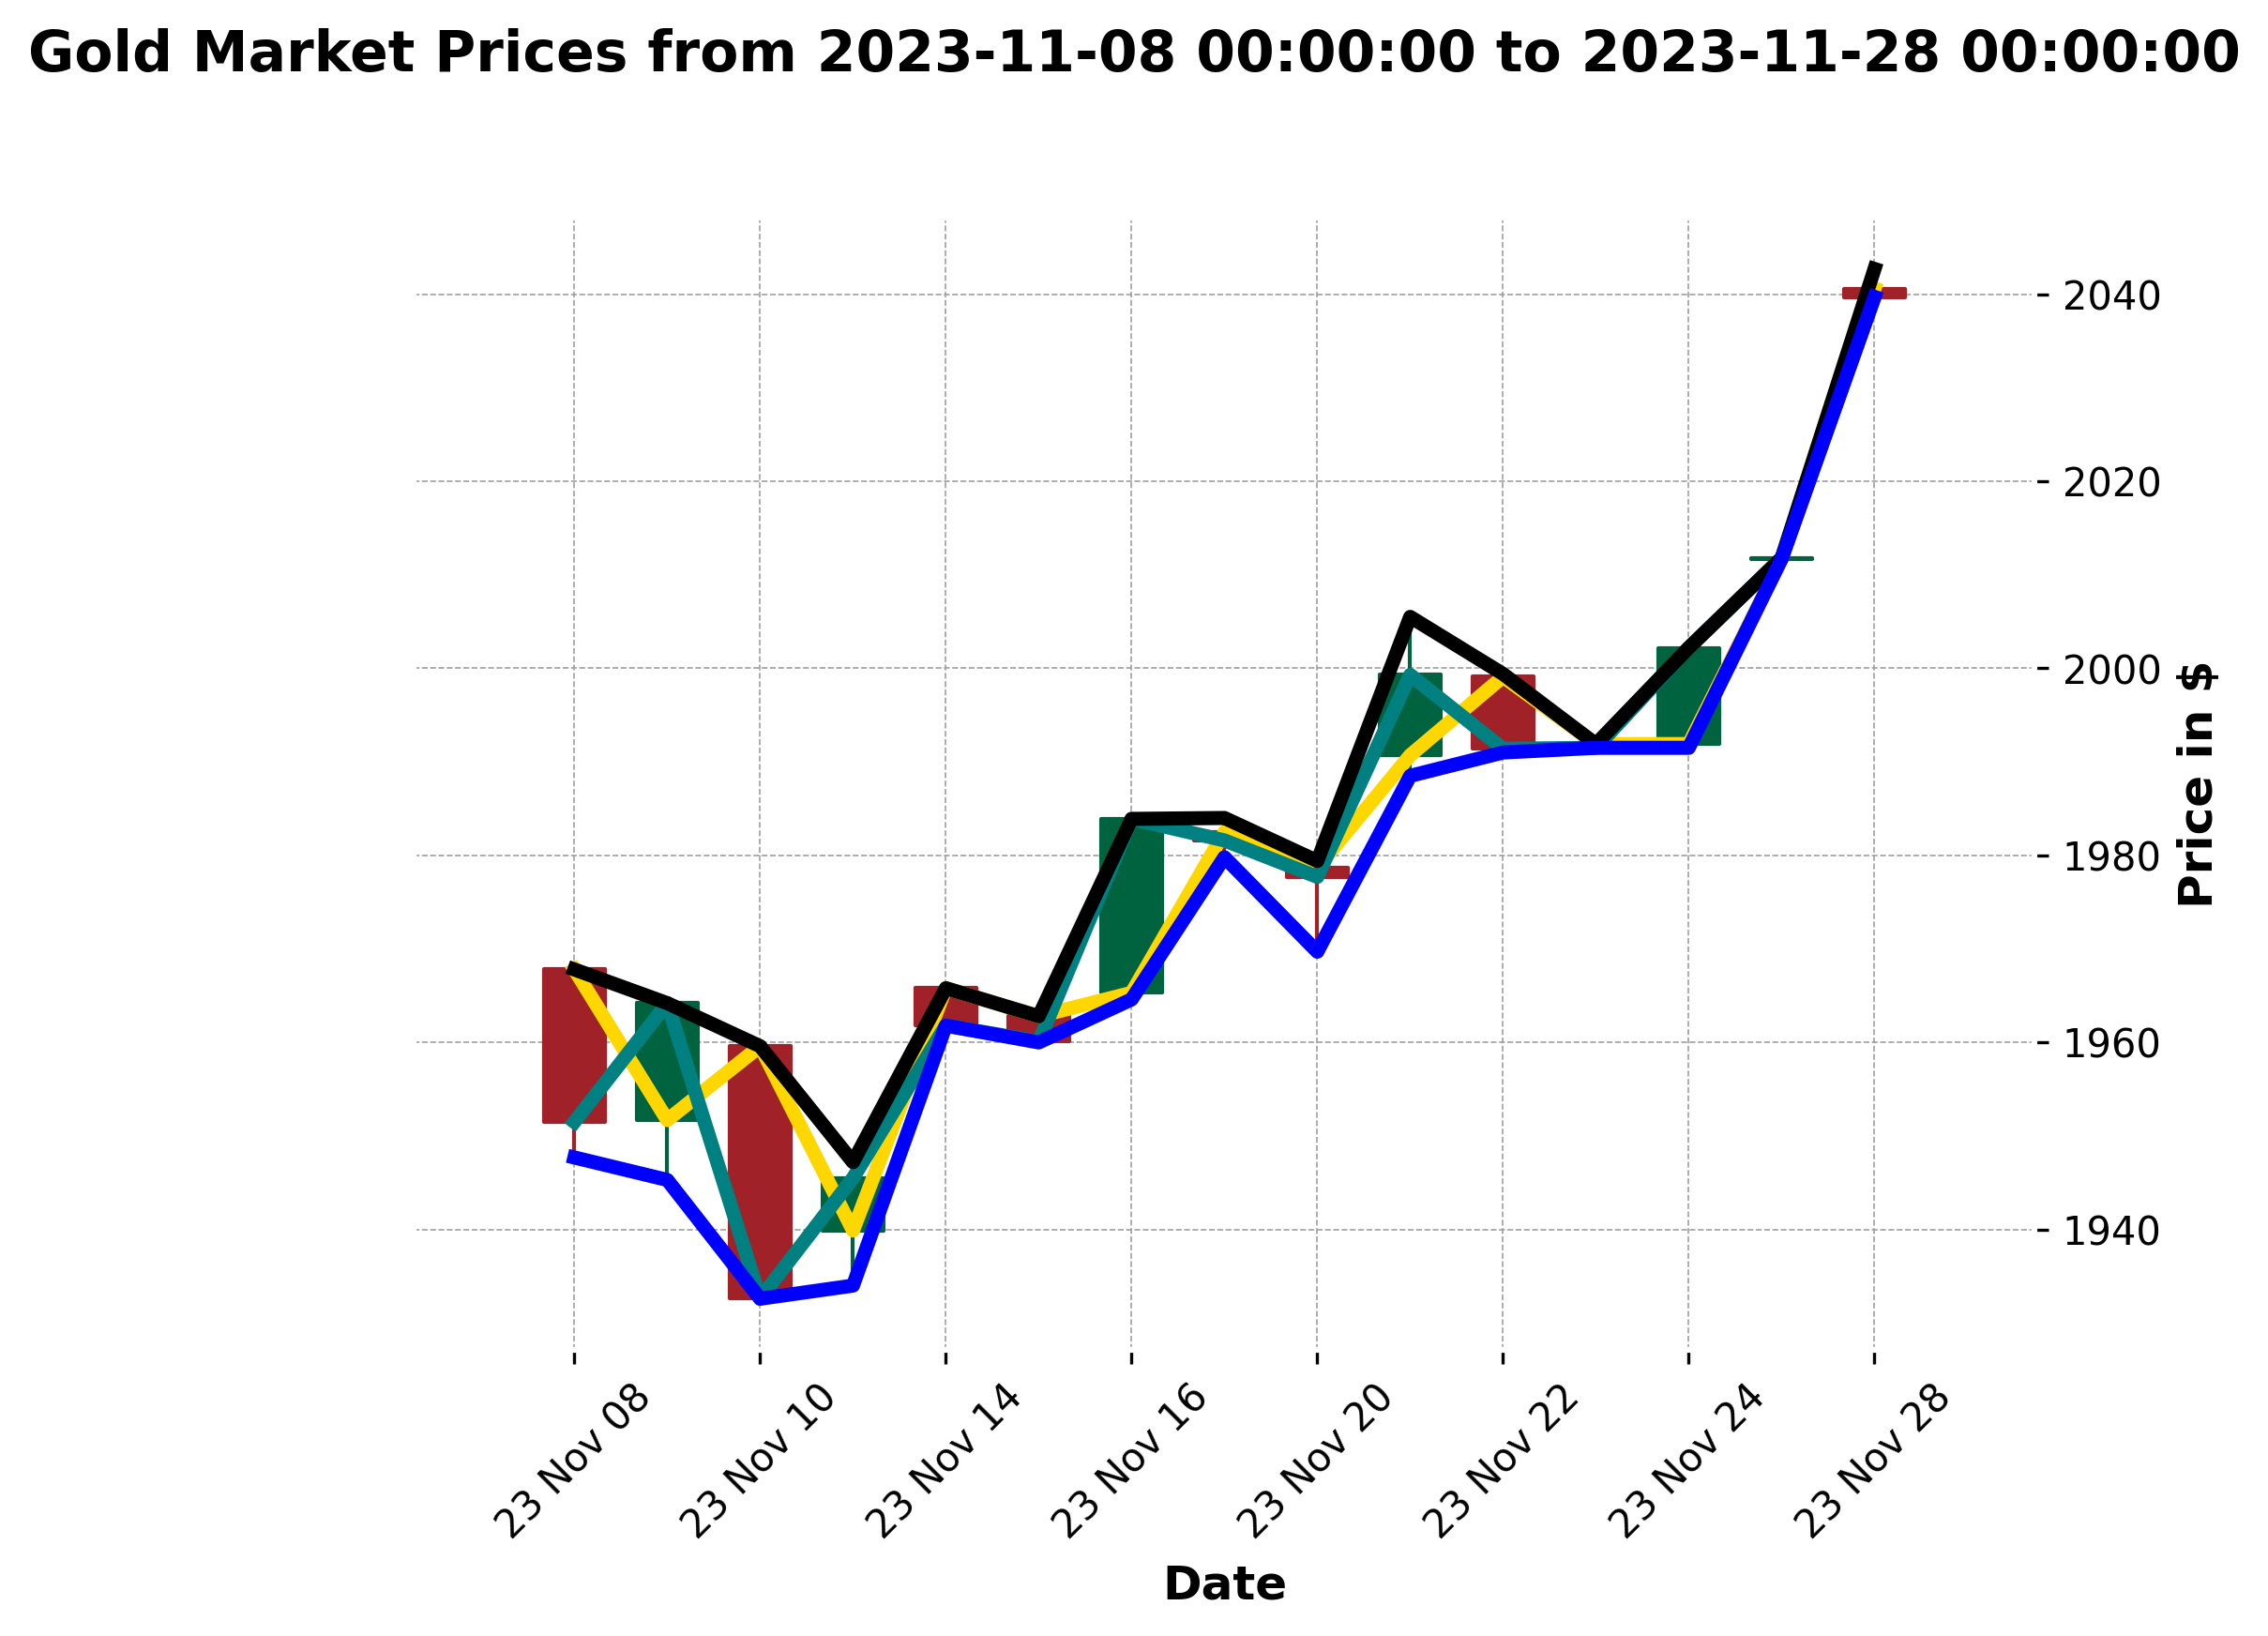 Gold Market Prices from 2023-11-08 00:00:00 to 2023-11-28 00:00:00
2040
2020
2000
1980
1960
1940
Price in $
23 Nov 08
23 Nov 10
23 Nov 14
23 Nov 16
23 Nov 20
23 Nov 22
23 Nov 24
23 Nov 28
Date